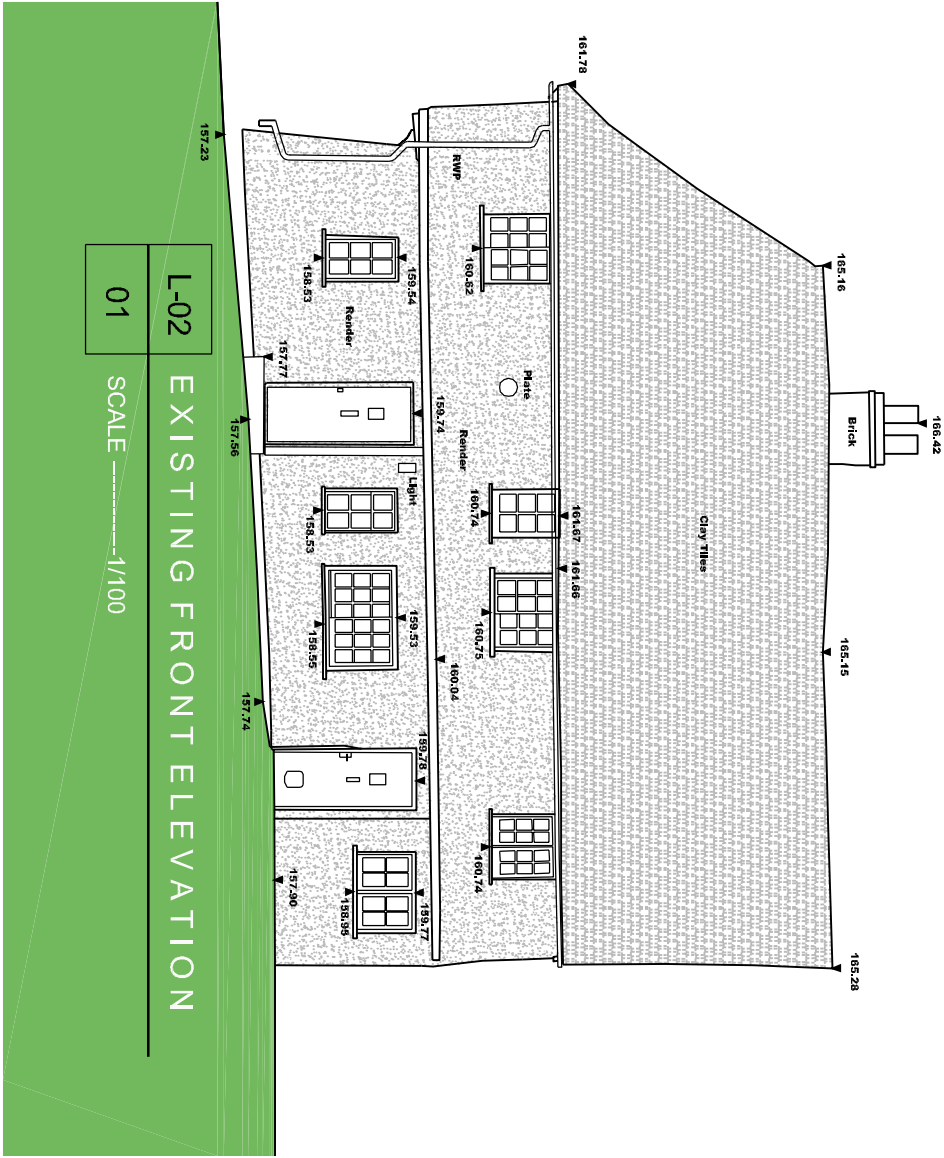 166.42
165.16
165.15
165.28
Brick
Clay Tiles
161.78
161.67
161.66
RWP
Plate
160.62
160.74
160.75
160.74
Render
160.04
159.54
159.74
Light
159.53
159.78
159.77
Render
158.53
158.53
158.55
158.95
157.77
157.90
157.23
157.56
157.74
L-02
EXISTING FRONT ELEVATION
01
SCALE ------------1/100